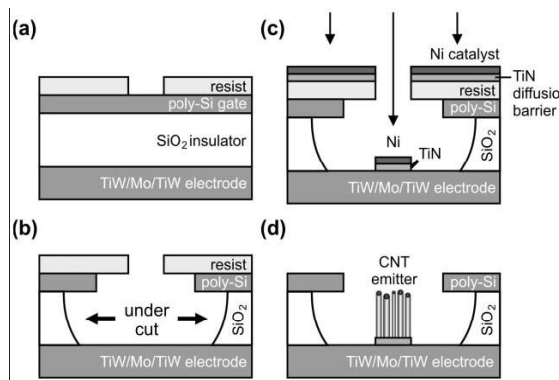 (a)
resist
poly-Si gate
SiO₂ insulator
TiW/Mo/TiW electrode
(b)
resist
poly-Si
SiO₂
under
cut
TiW/Mo/TiW electrode
(c)
Ni catalyst
TiN
diffusion
barrier
resist
poly-Si
SiO₂
Ni
TiN
TiW/Mo/TiW electrode
(d)
CNT
emitter
poly-Si
SiO₂
TiW/Mo/TiW electrode